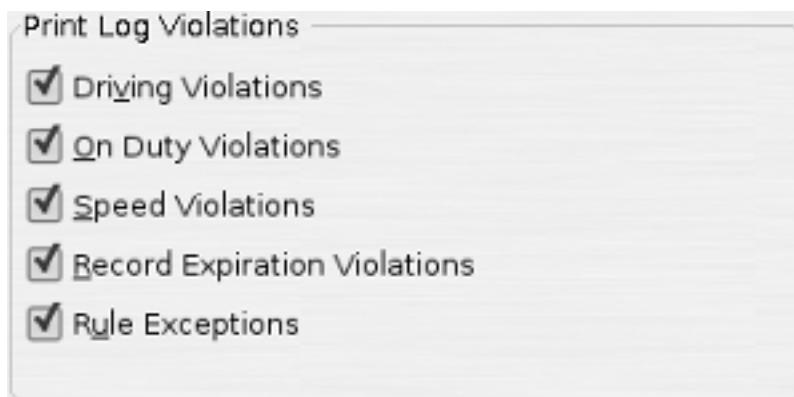 Print Log Violations
Driving Violations
On Duty Violations
Speed Violations
Record Expiration Violations
Rule Exceptions